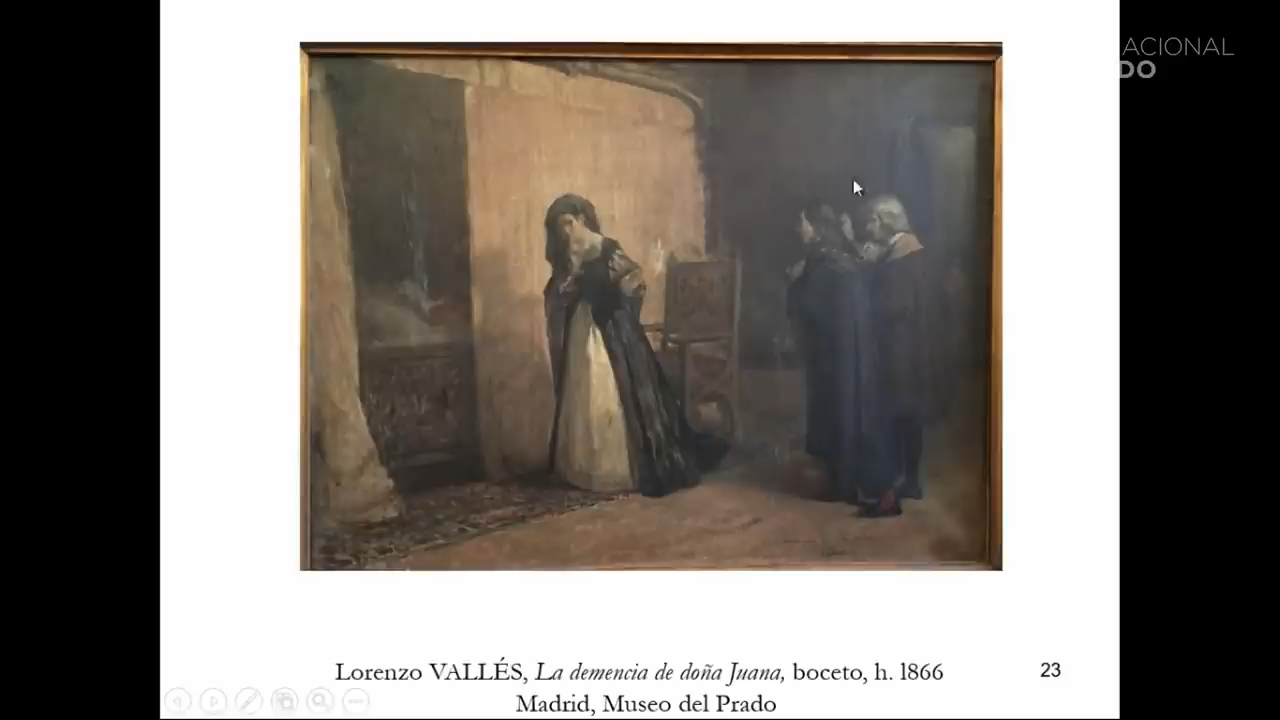 ACIONAL
DO
Lorenzo VALLÉS, La demencia de doña Juana, boceto, h. 1866
23
Madrid, Museo del Prado